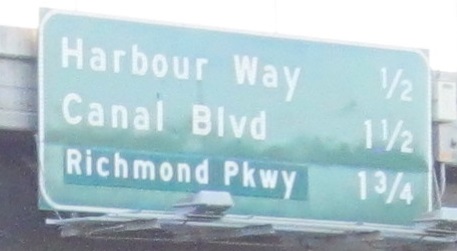 Harbour Way 1/2
Canal Blvd 1 1/2
Richmond Pkwy 1 3/4